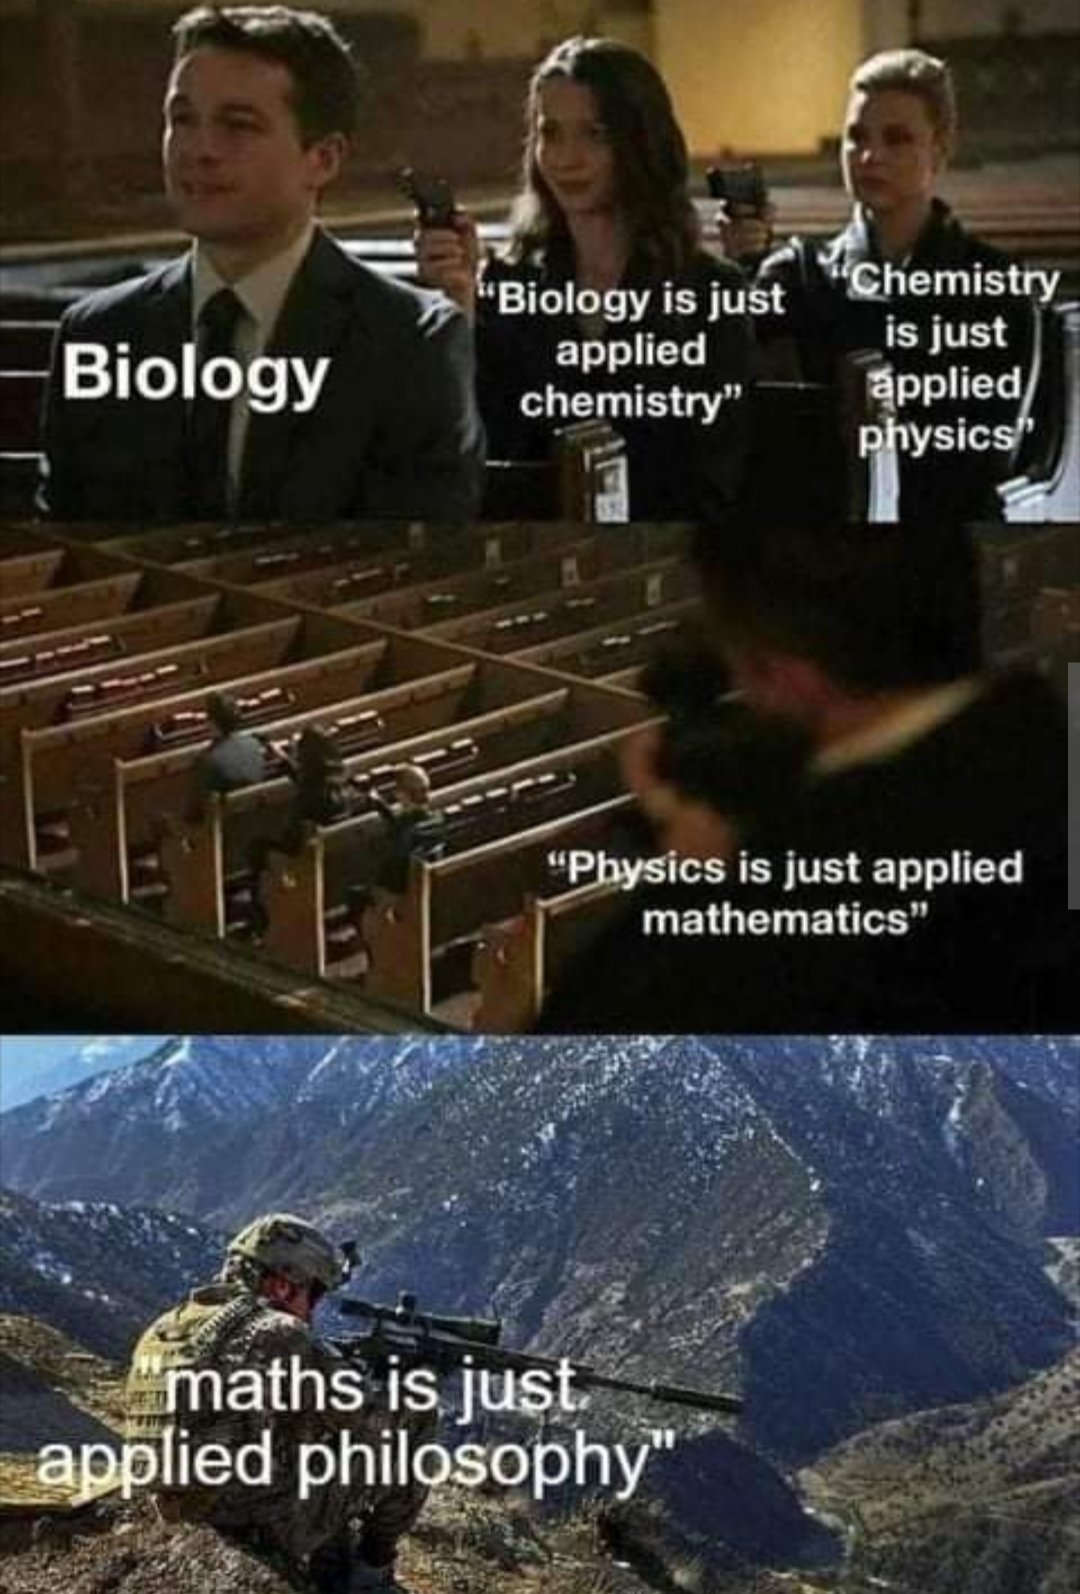 Biology
“Biology is just
applied
chemistry”
“Chemistry
is just
applied
physics”
“Physics is just applied
mathematics”
"maths is just
applied philosophy"